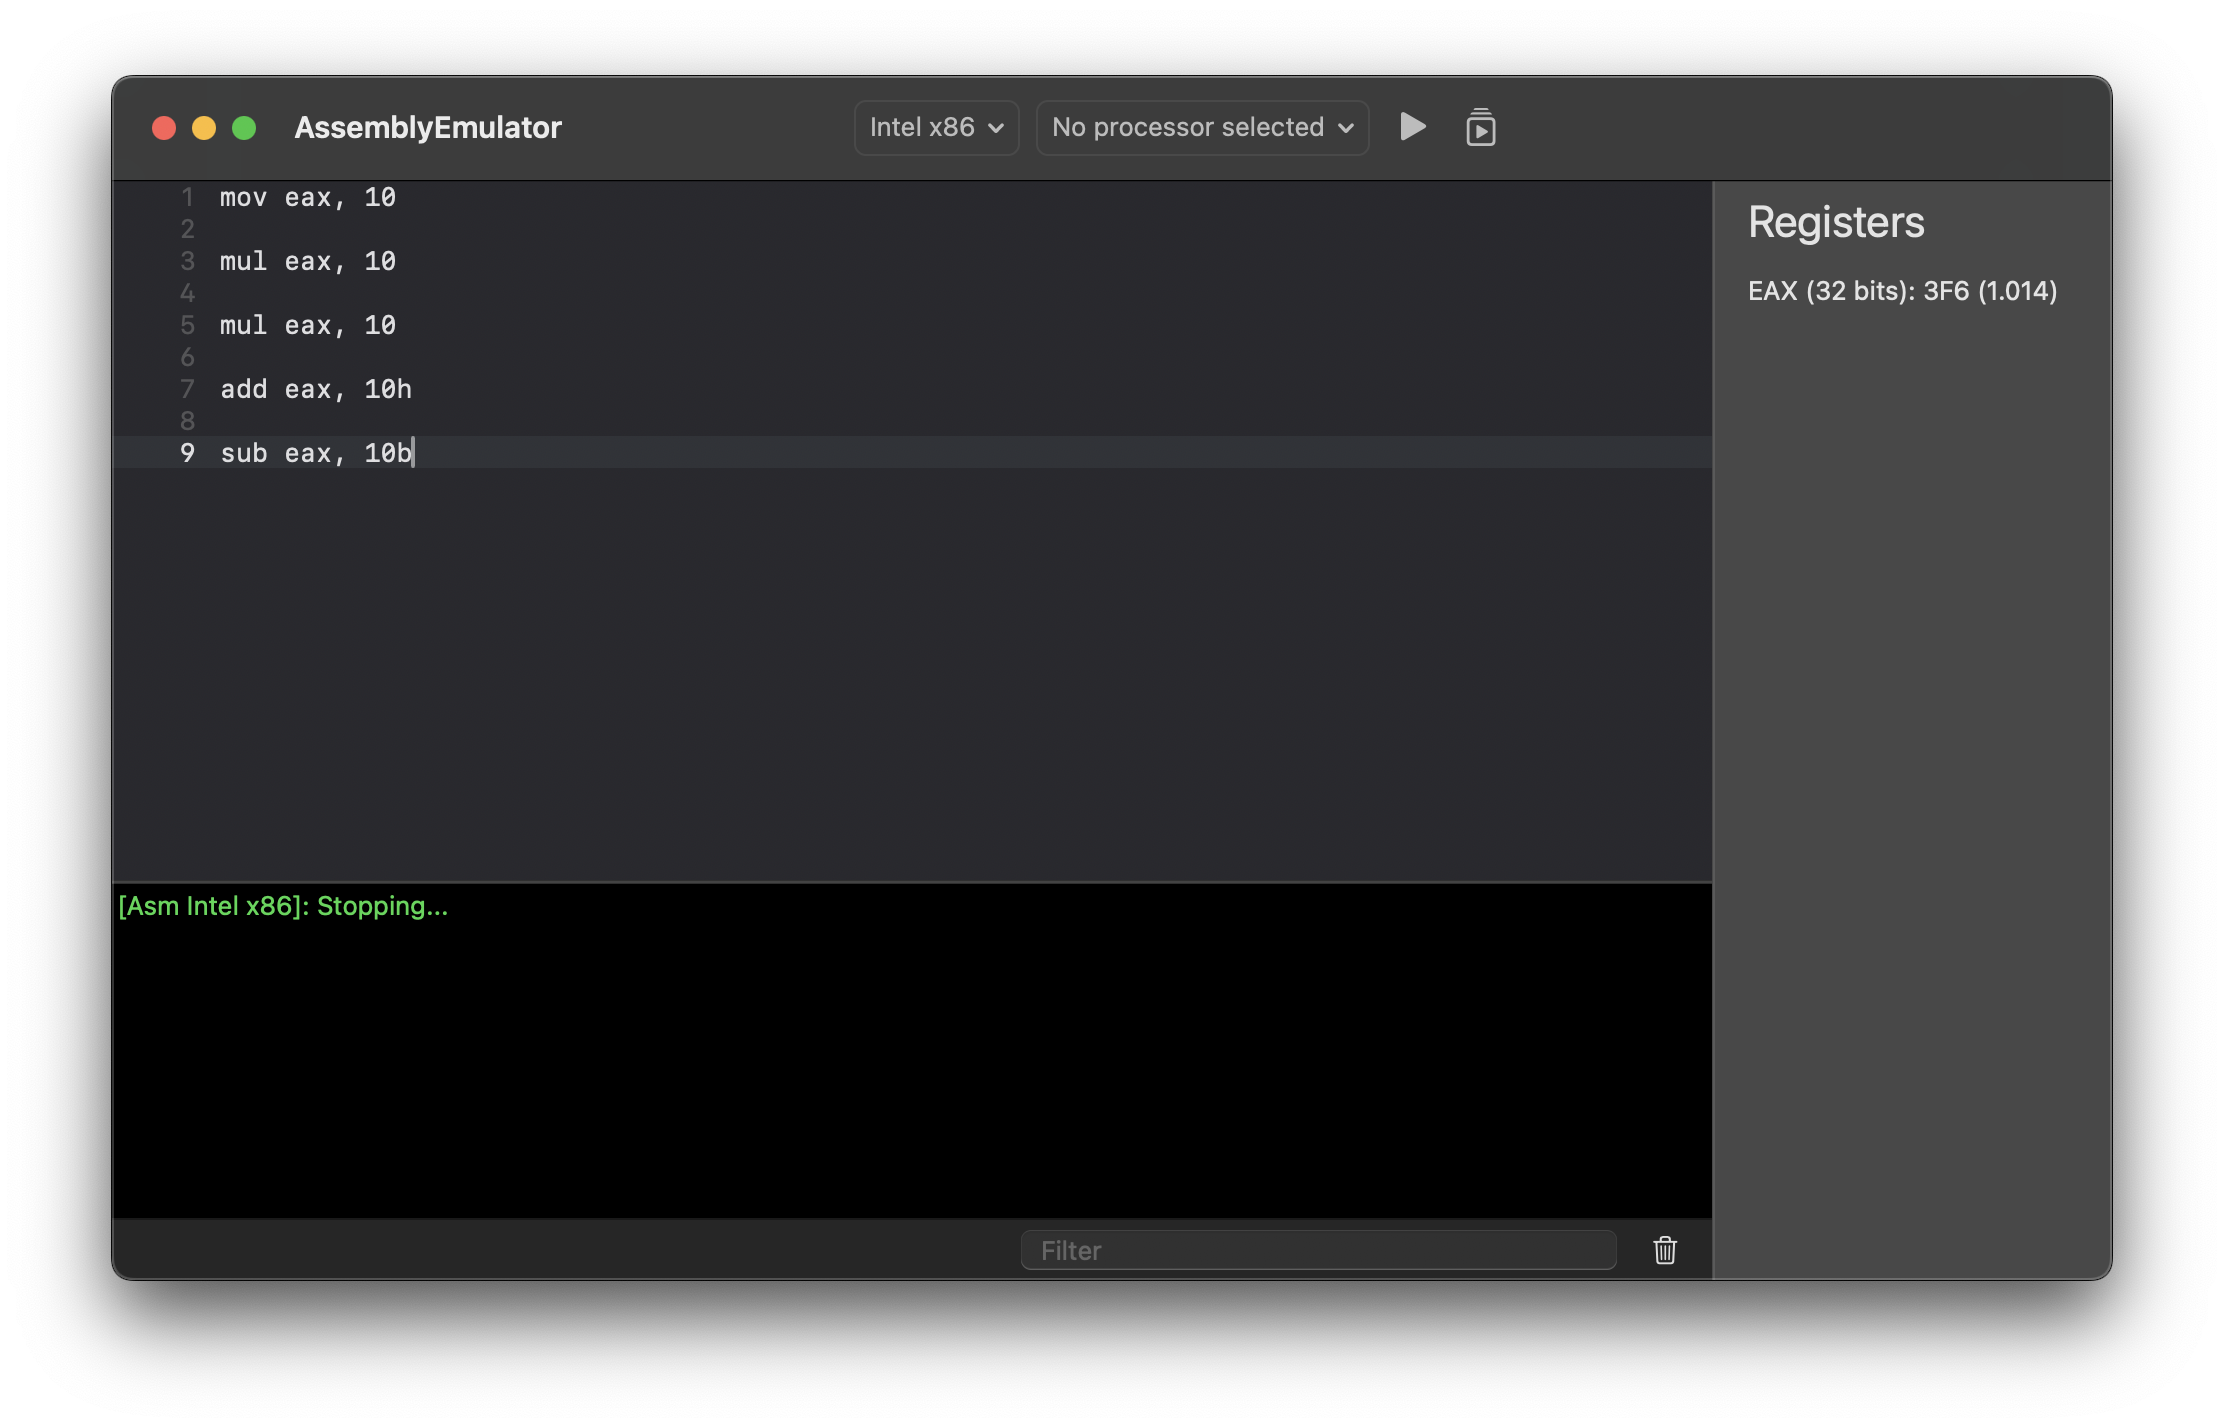 AssemblyEmulator
Intel x86
No processor selected
1 mov eax, 10
2
3 mul eax, 10
4
5 mul eax, 10
6
7 add eax, 10h
8
9 sub eax, 10b
Registers
EAX (32 bits): 3F6 (1.014)
[Asm Intel x86]: Stopping...
Filter